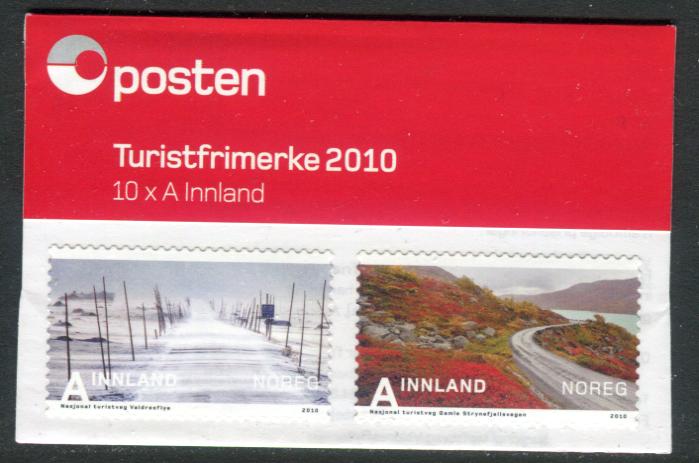 posten
Turistfrimerke 2010
10 x A Innland
A INNLAND NOREG
Nasjonal turistveg Valdresflye 2010
A INNLAND NOREG
Nasjonal turistveg Gamle Strynefjellsvegen 2010